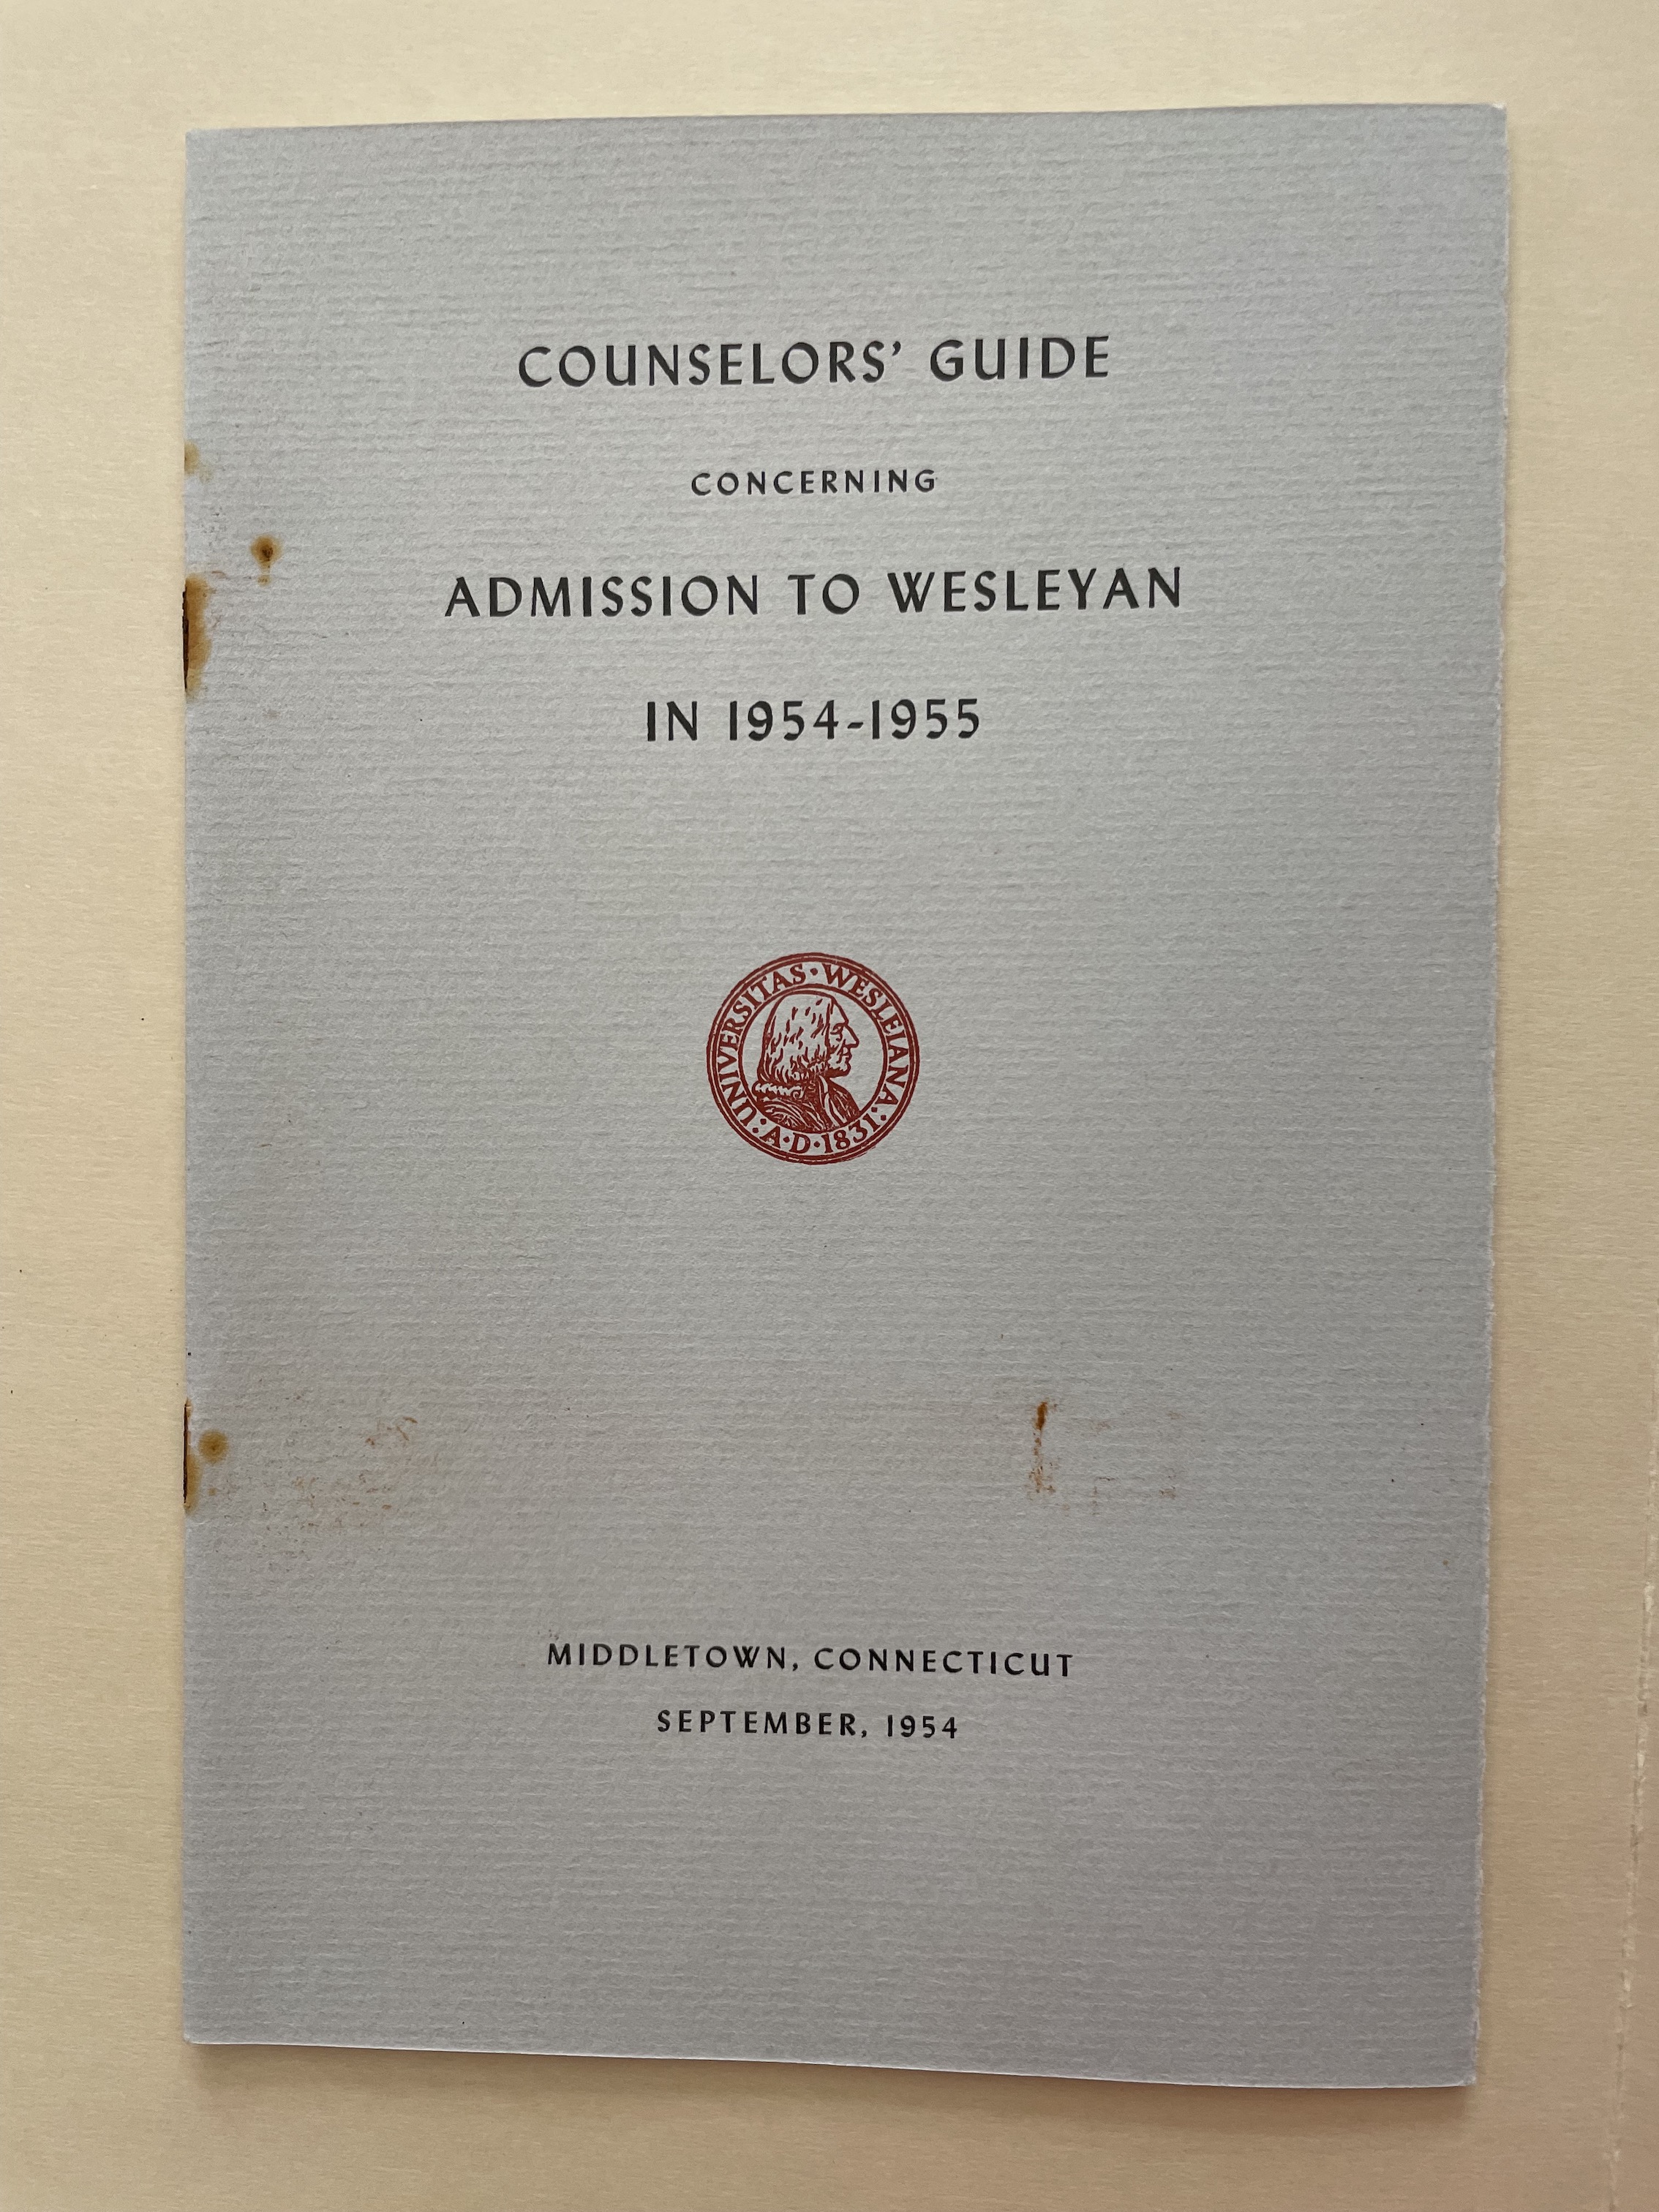 COUNSELORS' GUIDE
CONCERNING
ADMISSION TO WESLEYAN
IN 1954-1955
UNIVERSITAS · WESLEIANA :
A · D · 1831 :
MIDDLETOWN, CONNECTICUT
SEPTEMBER, 1954